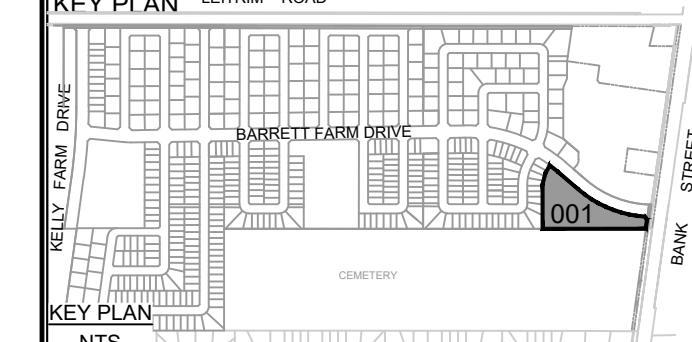 KEY PLAN
LEITRIM ROAD
KELLY FARM DRIVE
BARRETT FARM DRIVE
STREET
BANK
001
CEMETERY
KEY PLAN
NTS